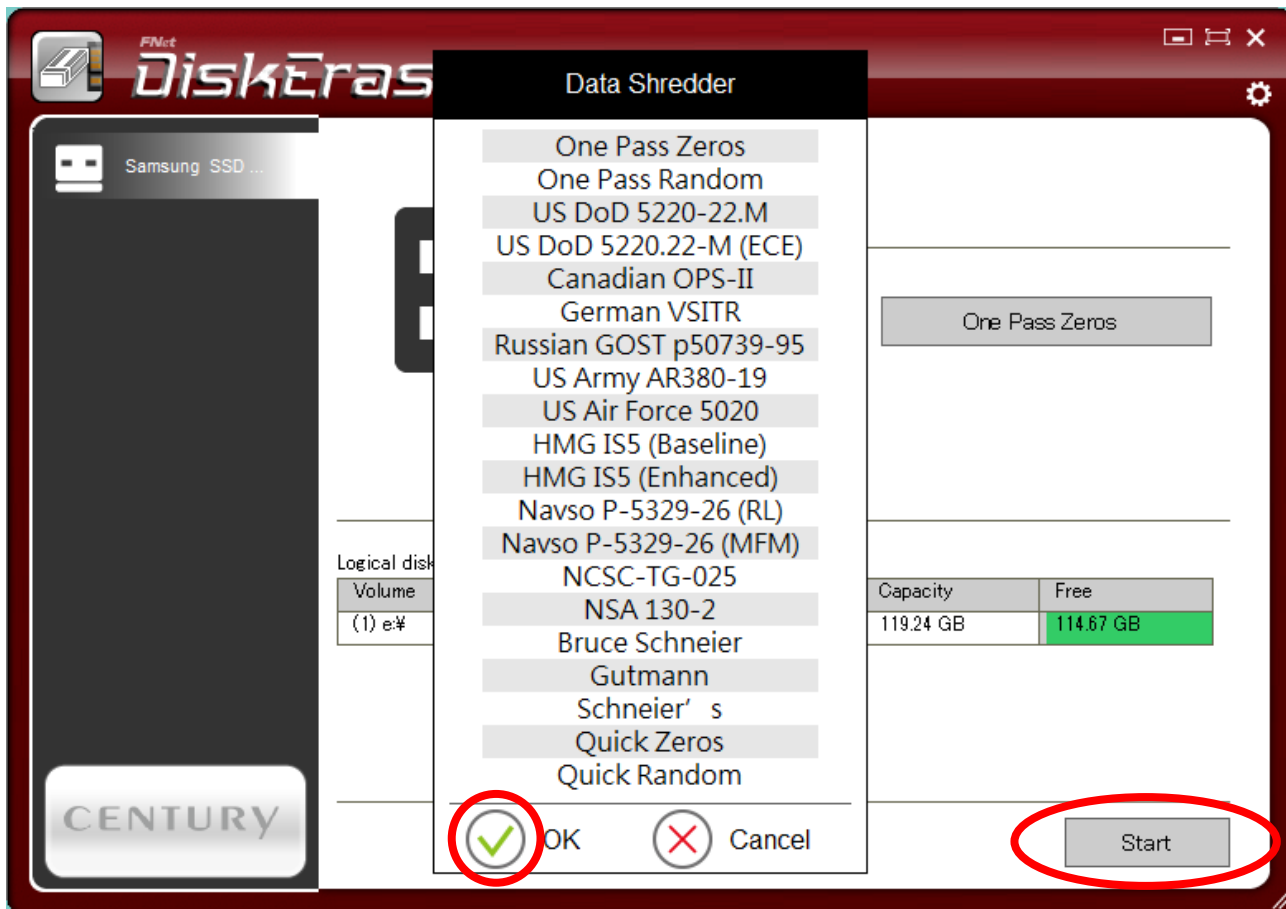 FNet
DiskEras
Samsung SSD ...
Data Shredder
One Pass Zeros
One Pass Random
US DoD 5220-22.M
US DoD 5220.22-M (ECE)
Canadian OPS-II
German VSITR
Russian GOST p50739-95
US Army AR380-19
US Air Force 5020
HMG IS5 (Baseline)
HMG IS5 (Enhanced)
Navso P-5329-26 (RL)
Navso P-5329-26 (MFM)
NCSC-TG-025
NSA 130-2
Bruce Schneier
Gutmann
Schneier’ s
Quick Zeros
Quick Random
OK Cancel
One Pass Zeros
Logical disk
Volume Capacity Free
(1) e:¥ 119.24 GB 114.67 GB
CENTURY
Start